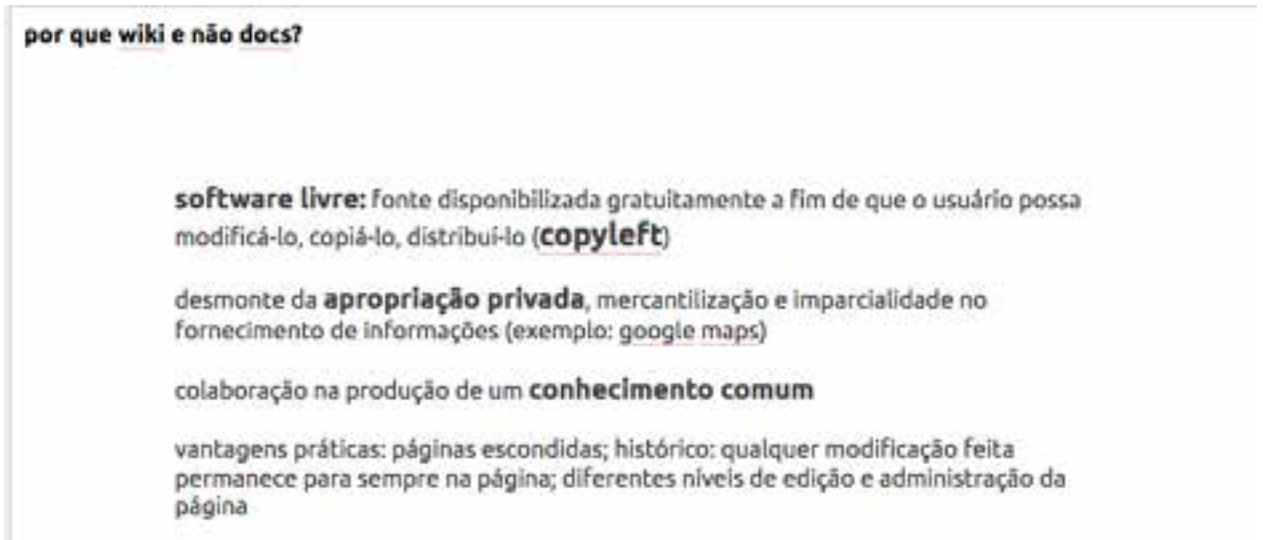 por que wiki e não docs?
software livre: fonte disponibilizada gratuitamente a fim de que o usuário possa
modificá-lo, copiá-lo, distribuí-lo (copyleft)
desmonte da apropriação privada, mercantilização e imparcialidade no
fornecimento de informações (exemplo: google maps)
colaboração na produção de um conhecimento comum
vantagens práticas: páginas escondidas; histórico: qualquer modificação feita
permanece para sempre na página; diferentes níveis de edição e administração da
página